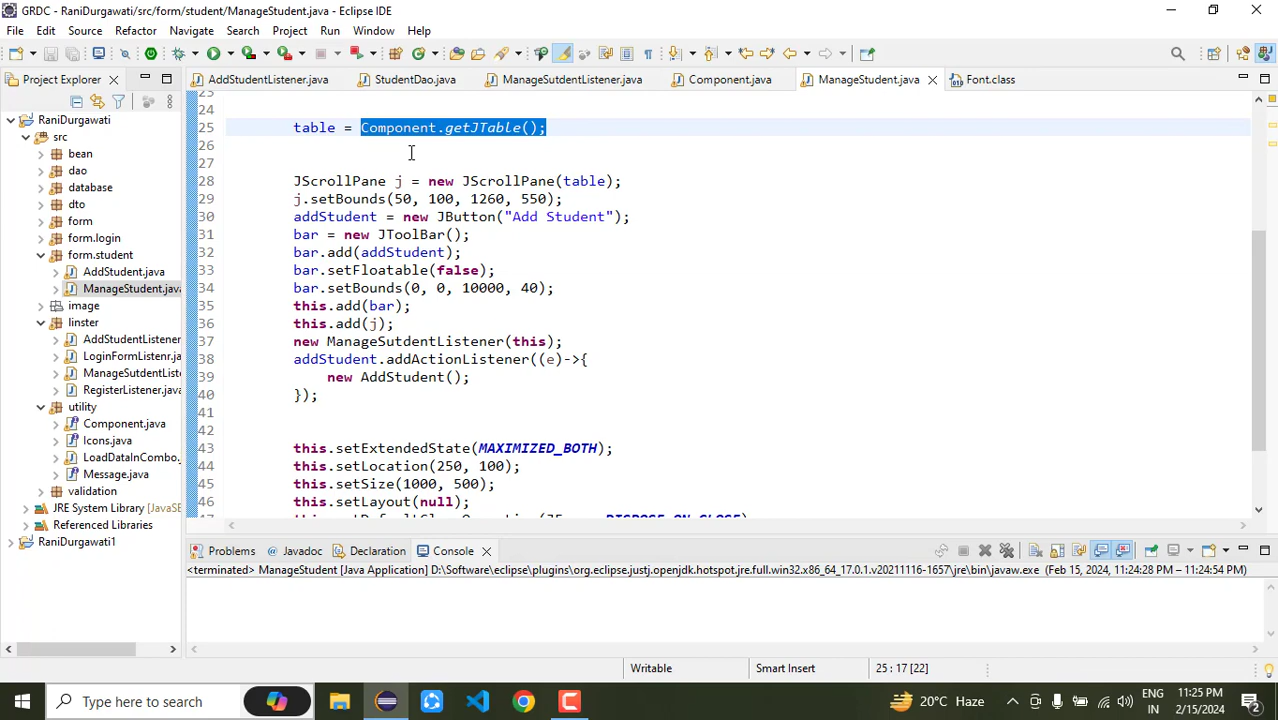 GRDC - RaniDurgawati/src/form/student/ManageStudent.java - Eclipse IDE
File Edit Source Refactor Navigate Search Project Run Window Help
Project Explorer
AddStudentListener.java StudentDao.java ManageSutdentListener.java Component.java ManageStudent.java Font.class
RaniDurgawati
src
bean
dao
database
dto
form
form.login
form.student
AddStudent.java
ManageStudent.java
image
linster
AddStudentListener
LoginFormListenr.ja
ManageSutdentListe
RegisterListener.java
utility
Component.java
Icons.java
LoadDataInCombo.
Message.java
validation
JRE System Library [JavaSE
Referenced Libraries
RaniDurgawati1
23
24
25 table = Component.getJTable();
26
27
28 JScrollPane j = new JScrollPane(table);
29 j.setBounds(50, 100, 1260, 550);
30 addStudent = new JButton("Add Student");
31 bar = new JToolBar();
32 bar.add(addStudent);
33 bar.setFloatable(false);
34 bar.setBounds(0, 0, 10000, 40);
35 this.add(bar);
36 this.add(j);
37 new ManageSutdentListener(this);
38 addStudent.addActionListener((e)->{
39 new AddStudent();
40 });
41
42
43 this.setExtendedState(MAXIMIZED_BOTH);
44 this.setLocation(250, 100);
45 this.setSize(1000, 500);
46 this.setLayout(null);
Problems Javadoc Declaration Console
<terminated> ManageStudent [Java Application] D:\Software\eclipse\plugins\org.eclipse.justj.openjdk.hotspot.jre.full.win32.x86_64_17.0.1.v20211116-1657\jre\bin\javaw.exe (Feb 15, 2024, 11:24:28 PM – 11:24:54 PM)
Writable Smart Insert 25 : 17 [22]
Type here to search
20°C Haze
ENG
IN
11:25 PM
2/15/2024
2